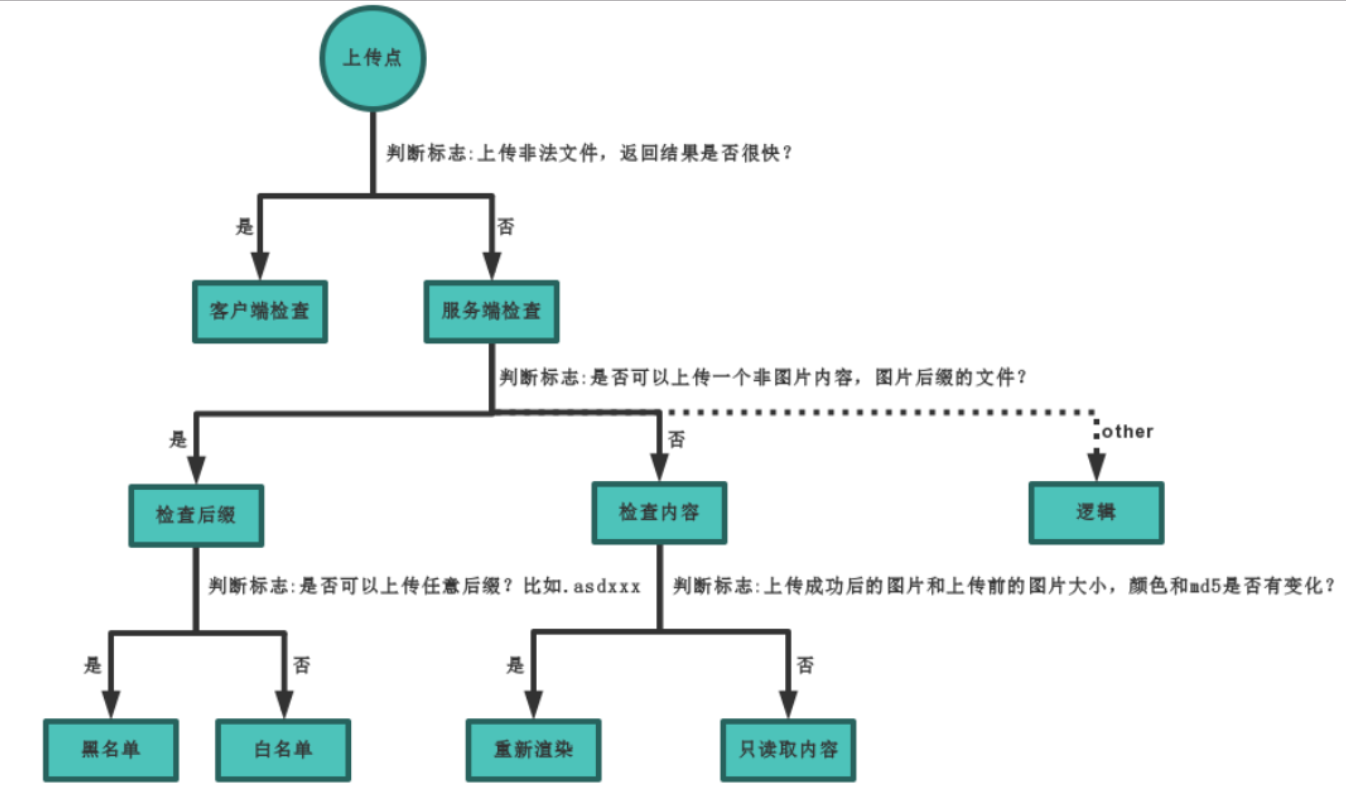 上传点
判断标志:上传非法文件，返回结果是否很快？
是
否
客户端检查
服务端检查
判断标志:是否可以上传一个非图片内容，图片后缀的文件？
是
否
other
检查后缀
检查内容
逻辑
判断标志:是否可以上传任意后缀？比如.asdxxx
判断标志:上传成功后的图片和上传前的图片大小，颜色和md5是否有变化？
是
否
是
否
黑名单
白名单
重新渲染
只读取内容